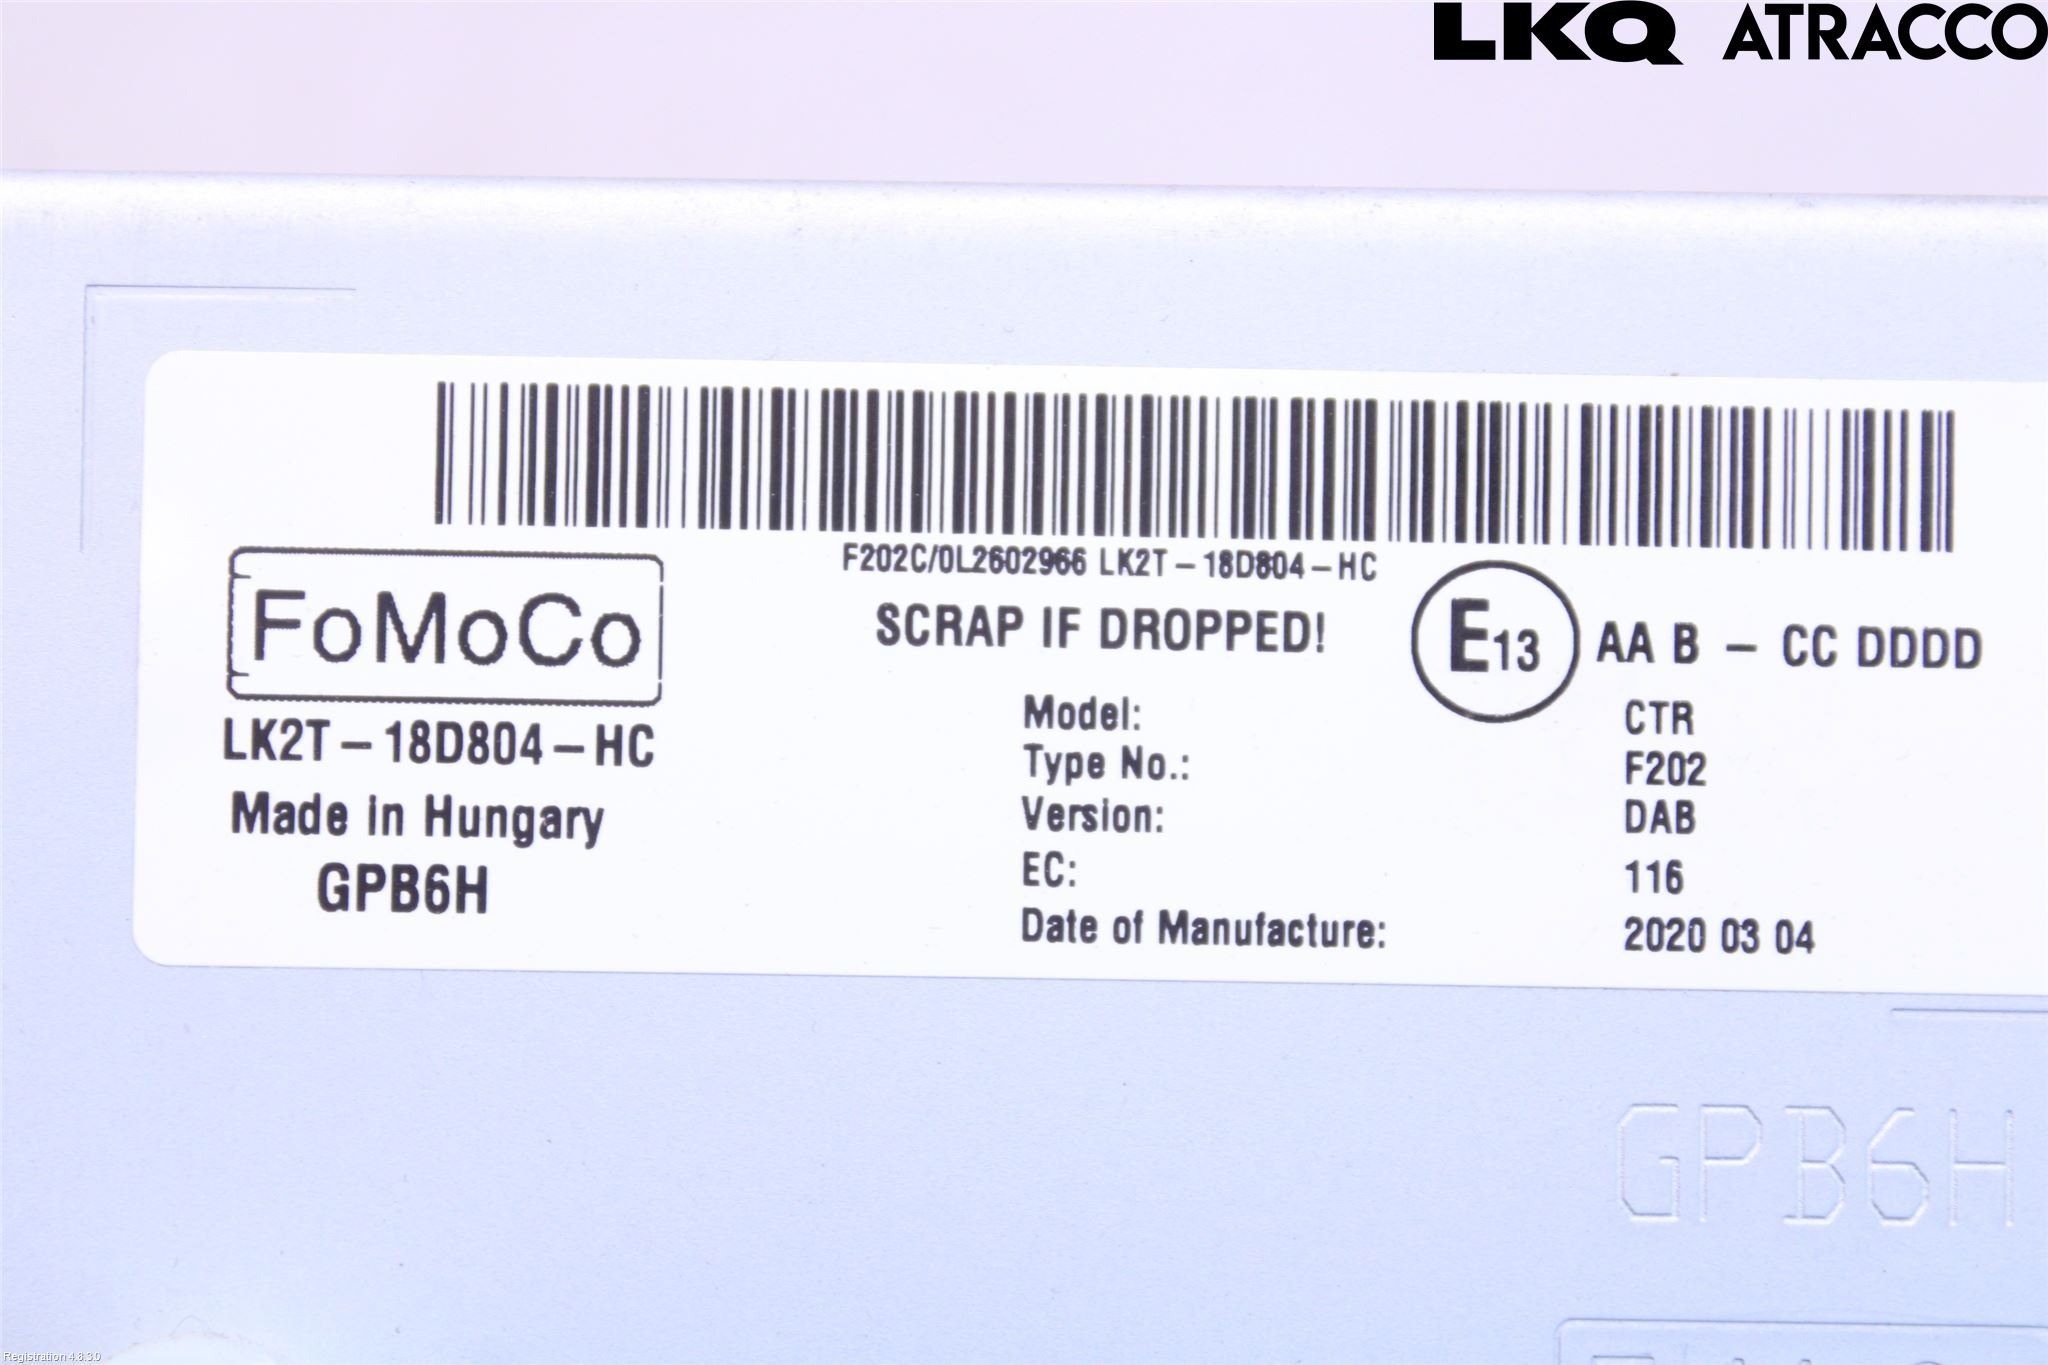 LKQ ATRACCO
F202C/0L2602966 LK2T-18D804-HC
FoMoCo
SCRAP IF DROPPED!
E13 AA B - CC DDDD
LK2T-18D804-HC
Made in Hungary
GPB6H
Model: CTR
Type No.: F202
Version: DAB
EC: 116
Date of Manufacture: 2020 03 04
GPB6H
Registration 4.8.3.0